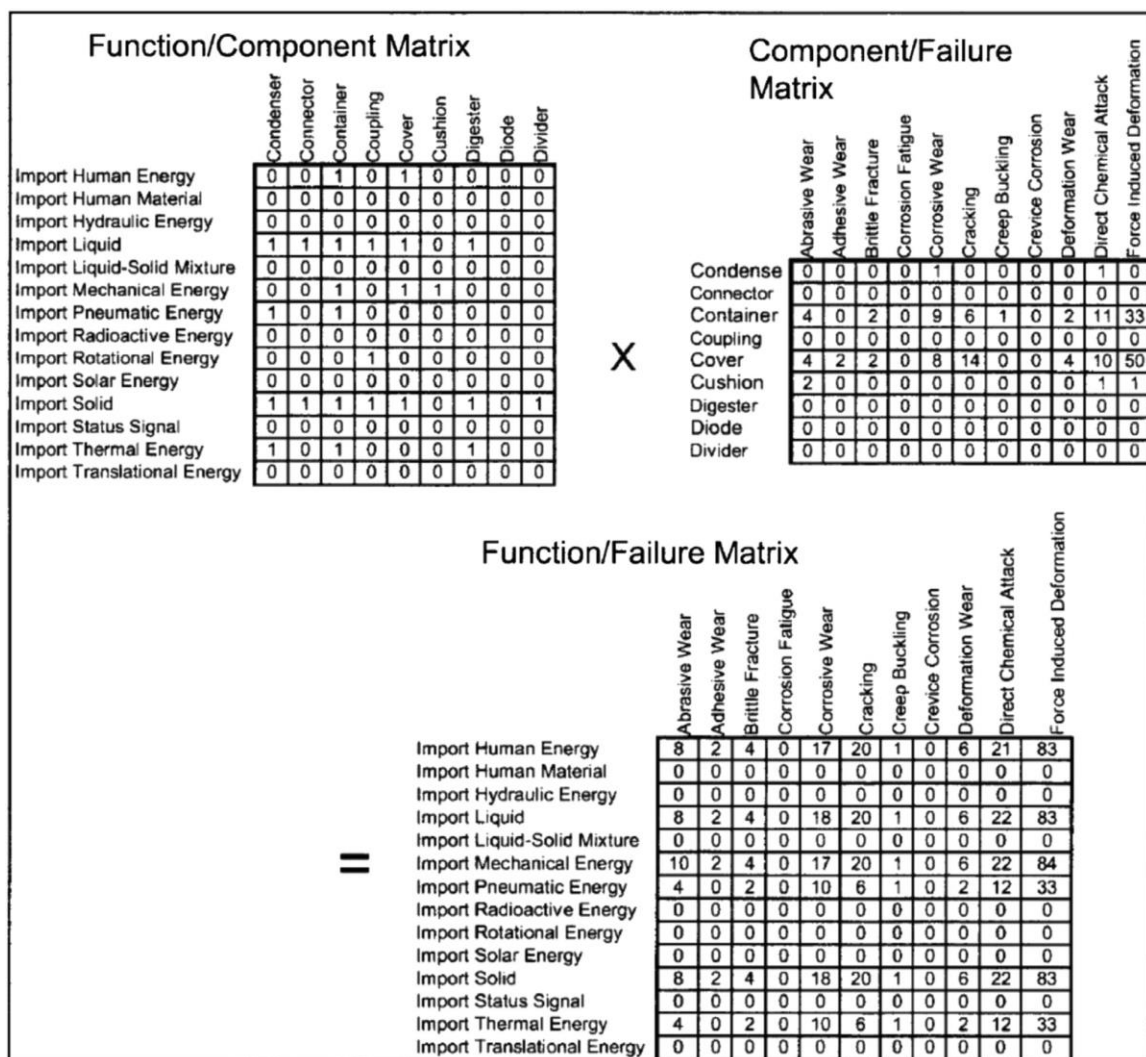 Function/Component Matrix
Condenser Connector Container Coupling Cover Cushion Digester Diode Divider
Import Human Energy 0 0 1 0 1 0 0 0 0
Import Human Material 0 0 0 0 0 0 0 0 0
Import Hydraulic Energy 0 0 0 0 0 0 0 0 0
Import Liquid 1 1 1 1 1 0 1 0 0
Import Liquid-Solid Mixture 0 0 0 0 0 0 0 0 0
Import Mechanical Energy 0 0 1 0 1 1 0 0 0
Import Pneumatic Energy 1 0 1 0 0 0 0 0 0
Import Radioactive Energy 0 0 0 0 0 0 0 0 0
Import Rotational Energy 0 0 0 1 0 0 0 0 0
Import Solar Energy 0 0 0 0 0 0 0 0 0
Import Solid 1 1 1 1 1 0 1 0 1
Import Status Signal 0 0 0 0 0 0 0 0 0
Import Thermal Energy 1 0 1 0 0 0 1 0 0
Import Translational Energy 0 0 0 0 0 0 0 0 0
X
Component/Failure
Matrix
Abrasive Wear Adhesive Wear Brittle Fracture Corrosion Fatigue Corrosive Wear Cracking Creep Buckling Crevice Corrosion Deformation Wear Direct Chemical Attack Force Induced Deformation
Condense 0 0 0 0 1 0 0 0 0 1 0
Connector 0 0 0 0 0 0 0 0 0 0 0
Container 4 0 2 0 9 6 1 0 2 11 33
Coupling 0 0 0 0 0 0 0 0 0 0 0
Cover 4 2 2 0 8 14 0 0 4 10 50
Cushion 2 0 0 0 0 0 0 0 0 1 1
Digester 0 0 0 0 0 0 0 0 0 0 0
Diode 0 0 0 0 0 0 0 0 0 0 0
Divider 0 0 0 0 0 0 0 0 0 0 0
=
Function/Failure Matrix
Abrasive Wear Adhesive Wear Brittle Fracture Corrosion Fatigue Corrosive Wear Cracking Creep Buckling Crevice Corrosion Deformation Wear Direct Chemical Attack Force Induced Deformation
Import Human Energy 8 2 4 0 17 20 1 0 6 21 83
Import Human Material 0 0 0 0 0 0 0 0 0 0 0
Import Hydraulic Energy 0 0 0 0 0 0 0 0 0 0 0
Import Liquid 8 2 4 0 18 20 1 0 6 22 83
Import Liquid-Solid Mixture 0 0 0 0 0 0 0 0 0 0 0
Import Mechanical Energy 10 2 4 0 17 20 1 0 6 22 84
Import Pneumatic Energy 4 0 2 0 10 6 1 0 2 12 33
Import Radioactive Energy 0 0 0 0 0 0 0 0 0 0 0
Import Rotational Energy 0 0 0 0 0 0 0 0 0 0 0
Import Solar Energy 0 0 0 0 0 0 0 0 0 0 0
Import Solid 8 2 4 0 18 20 1 0 6 22 83
Import Status Signal 0 0 0 0 0 0 0 0 0 0 0
Import Thermal Energy 4 0 2 0 10 6 1 0 2 12 33
Import Translational Energy 0 0 0 0 0 0 0 0 0 0 0